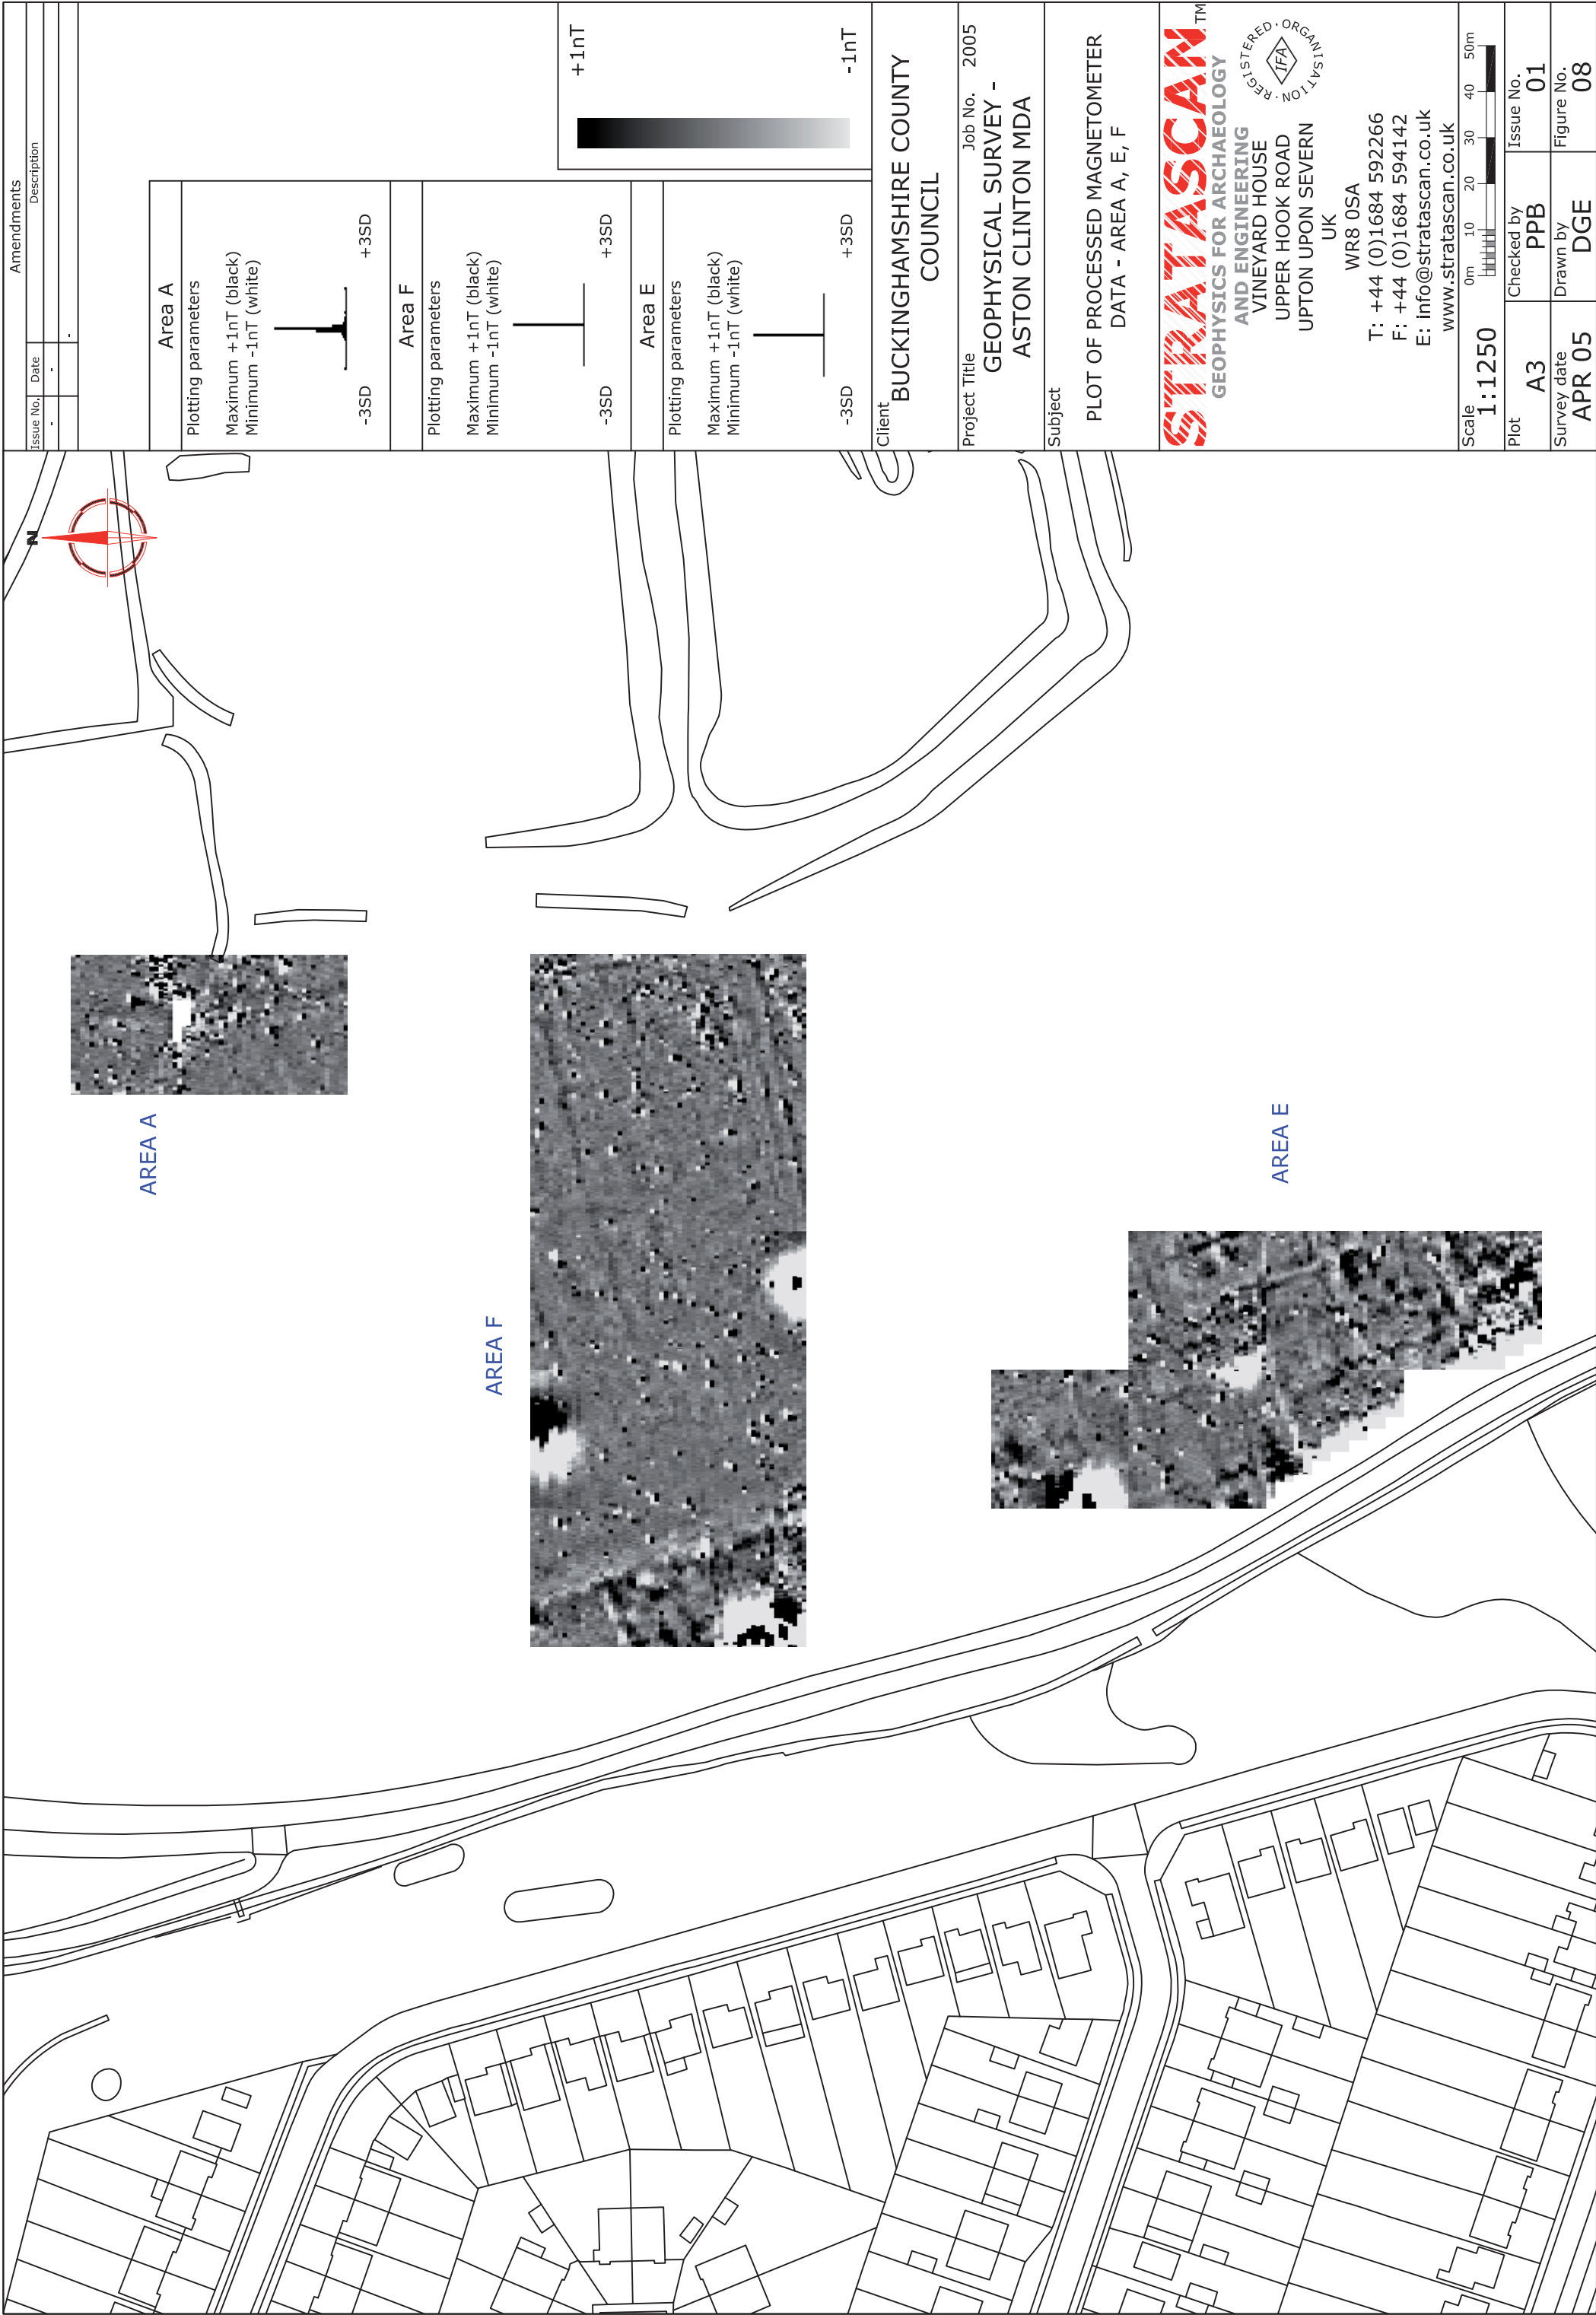 N
AREA A
AREA F
AREA E
Amendments
Issue No.
Date
Description
-
-
-
Area A
Plotting parameters
Maximum +1nT (black)
Minimum -1nT (white)
-3SD
+3SD
Area F
Plotting parameters
Maximum +1nT (black)
Minimum -1nT (white)
-3SD
+3SD
Area E
Plotting parameters
Maximum +1nT (black)
Minimum -1nT (white)
-3SD
+3SD
+1nT
-1nT
Client
BUCKINGHAMSHIRE COUNTY
COUNCIL
Project Title
Job No. 2005
GEOPHYSICAL SURVEY -
ASTON CLINTON MDA
Subject
PLOT OF PROCESSED MAGNETOMETER
DATA - AREA A, E, F
STRATASCAN™
GEOPHYSICS FOR ARCHAEOLOGY
AND ENGINEERING
VINEYARD HOUSE
UPPER HOOK ROAD
UPTON UPON SEVERN
UK
WR8 0SA
REGISTERED · ORGANISATION ·
IFA
T: +44 (0)1684 592266
F: +44 (0)1684 594142
E: info@stratascan.co.uk
www.stratascan.co.uk
Scale
1:1250
0m 10 20 30 40 50m
Plot
A3
Checked by
PPB
Issue No.
01
Survey date
APR 05
Drawn by
DGE
Figure No.
08